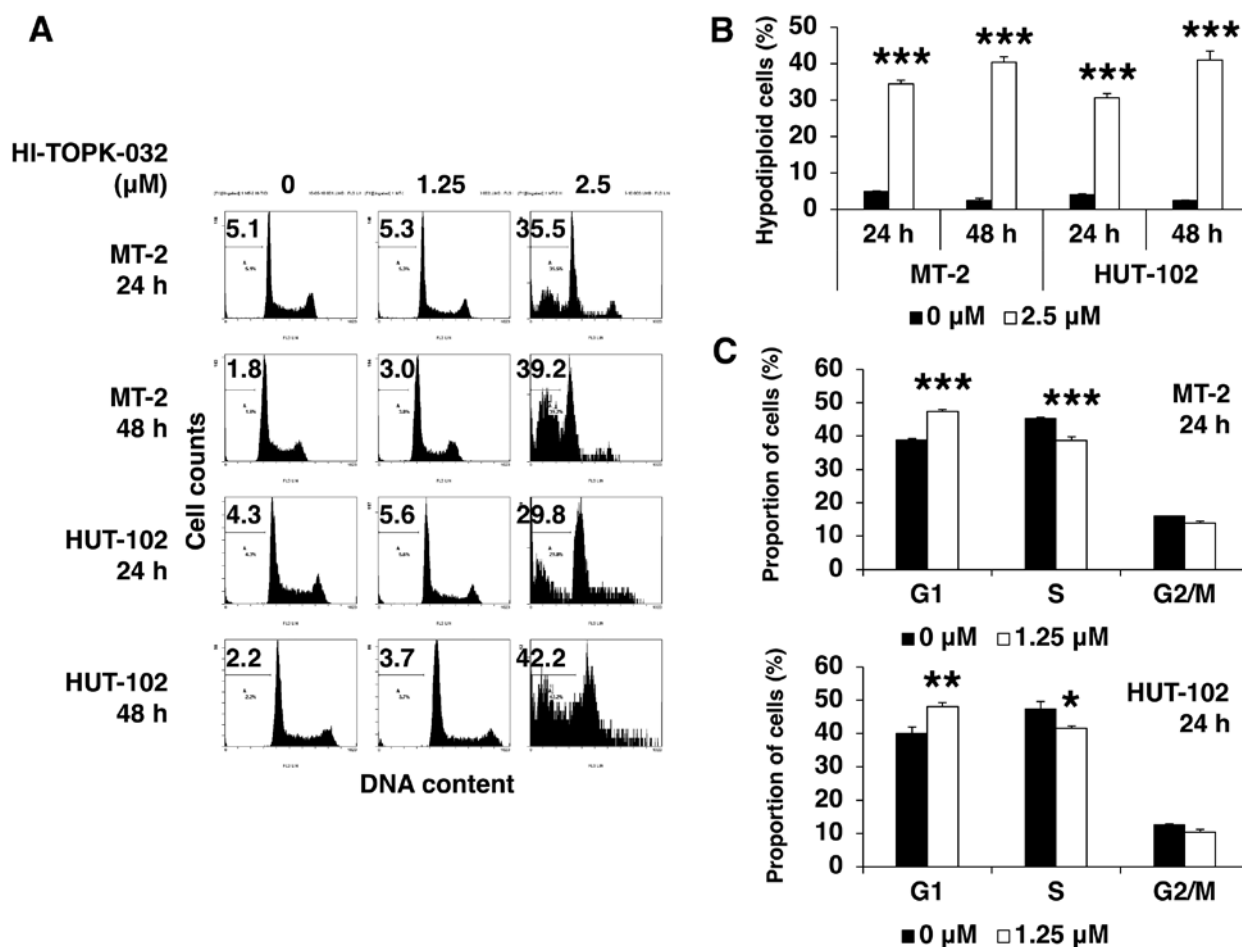 A
HI-TOPK-032
(µM)
0
1.25
2.5
MT-2
24 h
5.1
5.3
35.5
MT-2
48 h
1.8
3.0
39.2
HUT-102
24 h
4.3
5.6
29.8
HUT-102
48 h
2.2
3.7
42.2
Cell counts
DNA content
B
Hypodiploid cells (%)
50
40
30
20
10
0
***
***
***
***
24 h
48 h
24 h
48 h
MT-2
HUT-102
0 µM
2.5 µM
C
Proportion of cells (%)
60
50
40
30
20
10
0
***
***
MT-2
24 h
G1
S
G2/M
0 µM
1.25 µM
Proportion of cells (%)
60
50
40
30
20
10
0
**
*
HUT-102
24 h
G1
S
G2/M
0 µM
1.25 µM